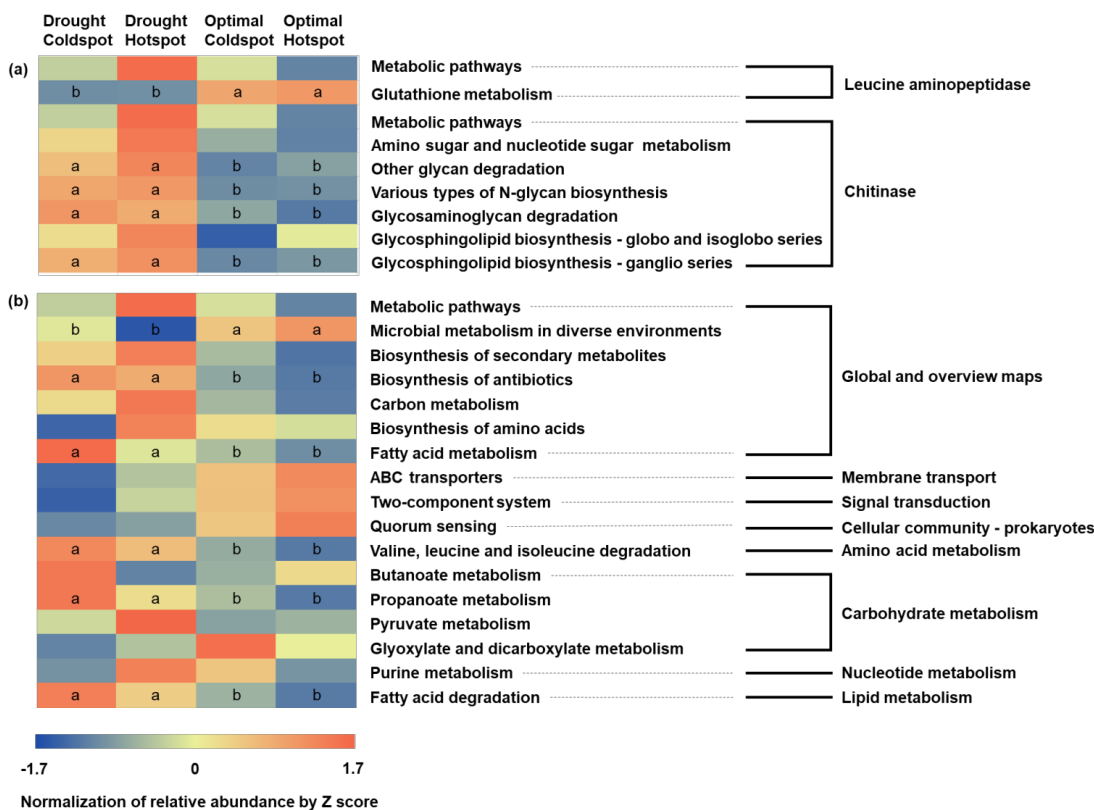 Drought Coldspot
Drought Hotspot
Optimal Coldspot
Optimal Hotspot
(a)
Metabolic pathways
b b a a Glutathione metabolism
Leucine aminopeptidase
Metabolic pathways
Amino sugar and nucleotide sugar metabolism
a a b b Other glycan degradation
a a b b Various types of N-glycan biosynthesis
a a b b Glycosaminoglycan degradation
Glycosphingolipid biosynthesis - globo and isoglobo series
a a b b Glycosphingolipid biosynthesis - ganglio series
Chitinase
(b)
Metabolic pathways
b b a a Microbial metabolism in diverse environments
Biosynthesis of secondary metabolites
a a b b Biosynthesis of antibiotics
Carbon metabolism
Biosynthesis of amino acids
a a b b Fatty acid metabolism
Global and overview maps
ABC transporters Membrane transport
Two-component system Signal transduction
Quorum sensing Cellular community - prokaryotes
a a b b Valine, leucine and isoleucine degradation Amino acid metabolism
Butanoate metabolism
a a b b Propanoate metabolism
Pyruvate metabolism
Glyoxylate and dicarboxylate metabolism
Carbohydrate metabolism
Purine metabolism Nucleotide metabolism
a a b b Fatty acid degradation Lipid metabolism
-1.7 0 1.7
Normalization of relative abundance by Z score